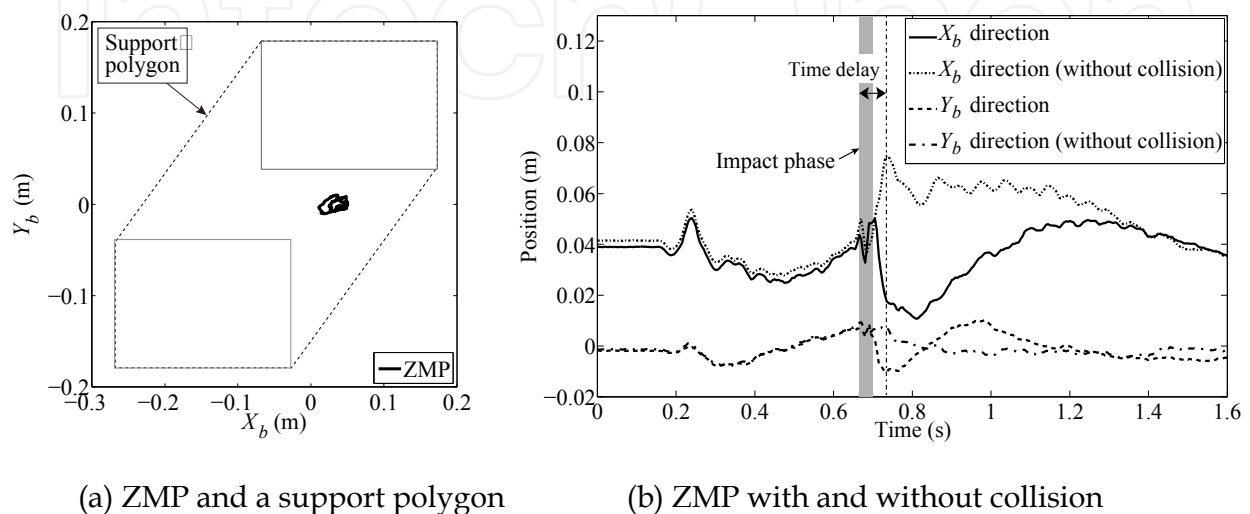 0.2
0.1
0
−0.1
−0.2
Y_b (m)
Support
polygon
ZMP
−0.3
−0.2
−0.1
0
0.1
0.2
X_b (m)
(a) ZMP and a support polygon
0.12
0.1
0.08
0.06
0.04
0.02
0
−0.02
Position (m)
Time delay
Impact phase
X_b direction
X_b direction (without collision)
Y_b direction
Y_b direction (without collision)
0
0.2
0.4
0.6
0.8
1
1.2
1.4
1.6
Time (s)
(b) ZMP with and without collision